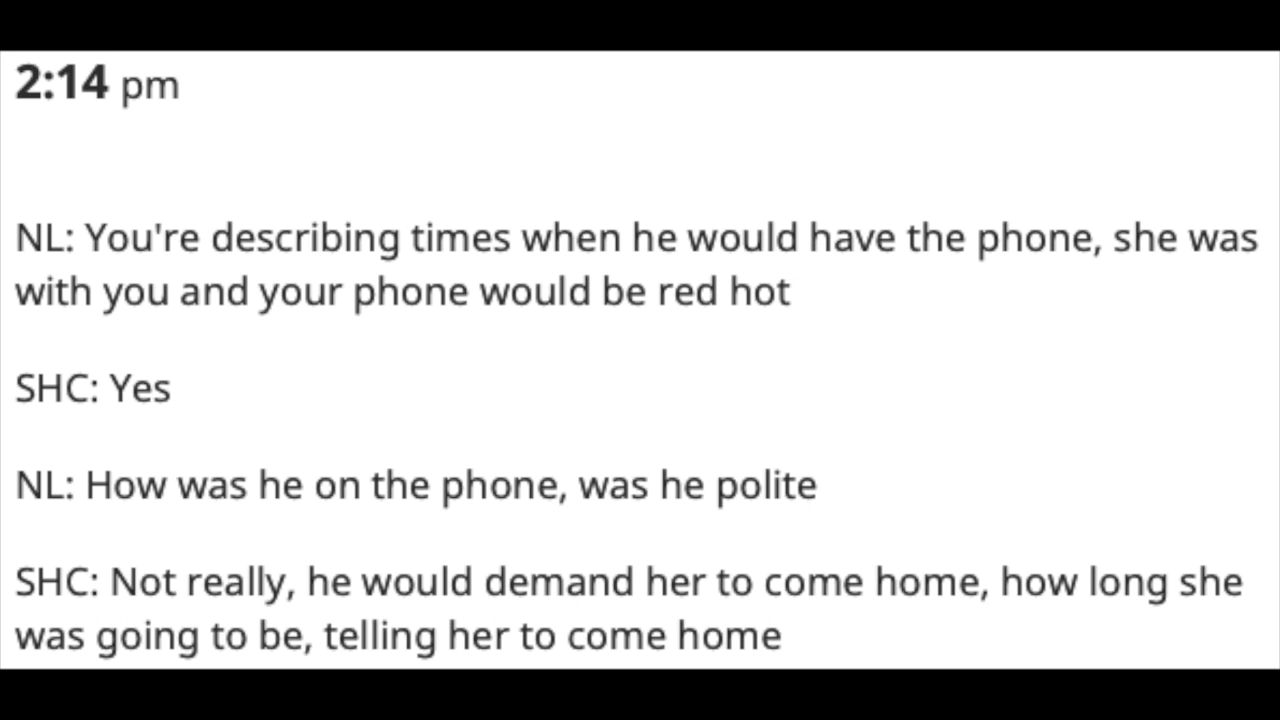 2:14 pm
NL: You're describing times when he would have the phone, she was
with you and your phone would be red hot
SHC: Yes
NL: How was he on the phone, was he polite
SHC: Not really, he would demand her to come home, how long she
was going to be, telling her to come home